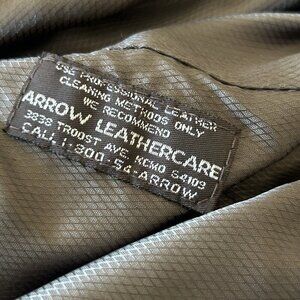 USE PROFESSIONAL LEATHER
CLEANING METHODS ONLY
WE RECOMMEND
ARROW LEATHERCARE
3838 TROOST AVE. KCMO 64109
CALL 1-800-54-ARROW